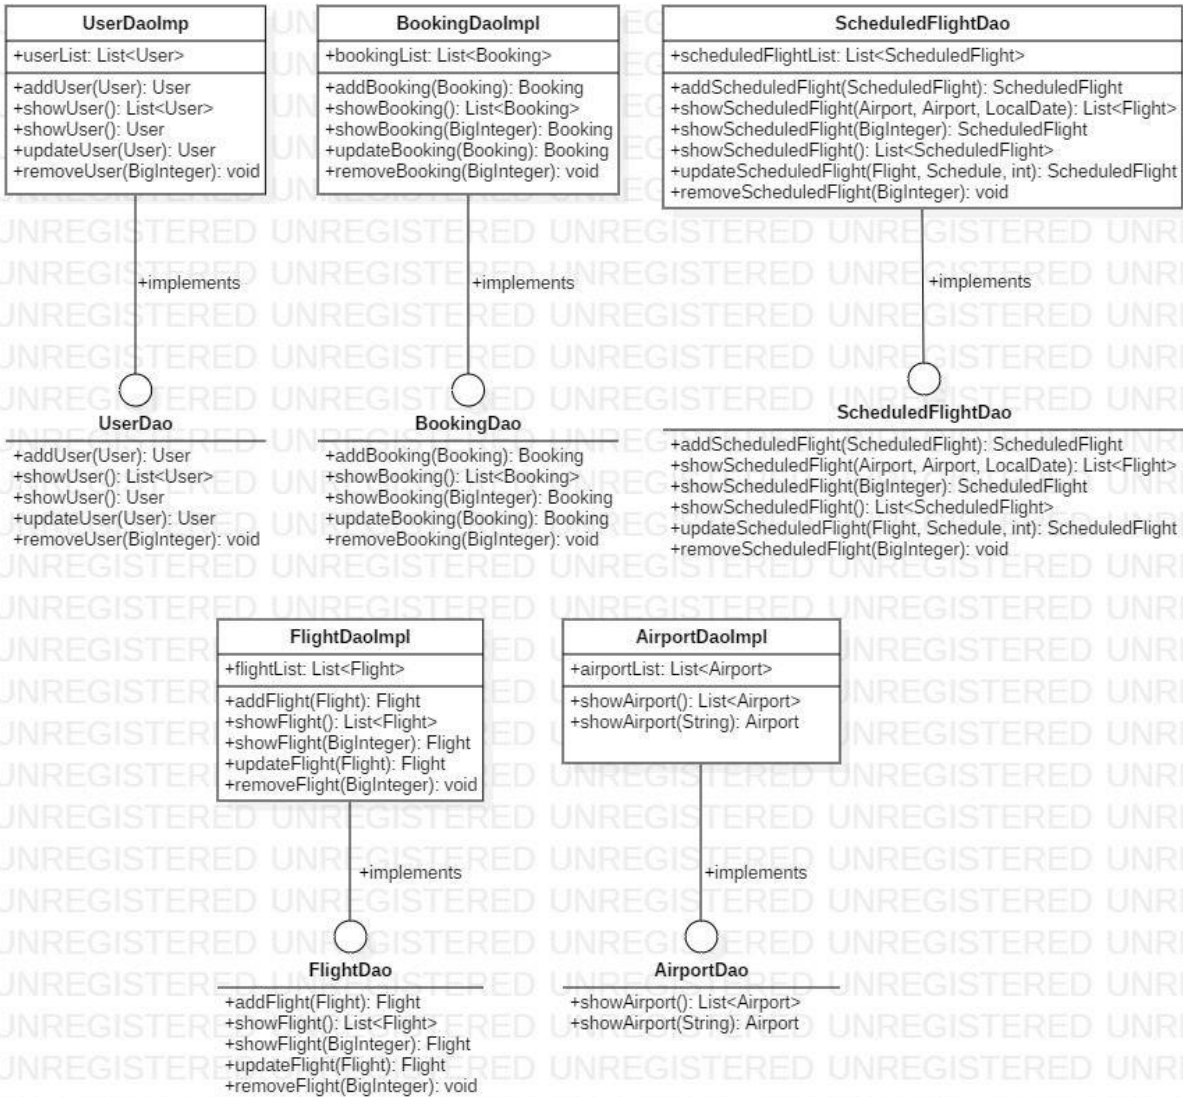 UserDaoImp
+userList: List<User>
+addUser(User): User
+showUser(): List<User>
+showUser(): User
+updateUser(User): User
+removeUser(BigInteger): void
+implements
UserDao
+addUser(User): User
+showUser(): List<User>
+showUser(): User
+updateUser(User): User
+removeUser(BigInteger): void
BookingDaoImpl
+bookingList: List<Booking>
+addBooking(Booking): Booking
+showBooking(): List<Booking>
+showBooking(BigInteger): Booking
+updateBooking(Booking): Booking
+removeBooking(BigInteger): void
+implements
BookingDao
+addBooking(Booking): Booking
+showBooking(): List<Booking>
+showBooking(BigInteger): Booking
+updateBooking(Booking): Booking
+removeBooking(BigInteger): void
ScheduledFlightDao
+scheduledFlightList: List<ScheduledFlight>
+addScheduledFlight(ScheduledFlight): ScheduledFlight
+showScheduledFlight(Airport, Airport, LocalDate): List<Flight>
+showScheduledFlight(BigInteger): ScheduledFlight
+showScheduledFlight(): List<ScheduledFlight>
+updateScheduledFlight(Flight, Schedule, int): ScheduledFlight
+removeScheduledFlight(BigInteger): void
+implements
ScheduledFlightDao
+addScheduledFlight(ScheduledFlight): ScheduledFlight
+showScheduledFlight(Airport, Airport, LocalDate): List<Flight>
+showScheduledFlight(BigInteger): ScheduledFlight
+showScheduledFlight(): List<ScheduledFlight>
+updateScheduledFlight(Flight, Schedule, int): ScheduledFlight
+removeScheduledFlight(BigInteger): void
FlightDaoImpl
+flightList: List<Flight>
+addFlight(Flight): Flight
+showFlight(): List<Flight>
+showFlight(BigInteger): Flight
+updateFlight(Flight): Flight
+removeFlight(BigInteger): void
+implements
FlightDao
+addFlight(Flight): Flight
+showFlight(): List<Flight>
+showFlight(BigInteger): Flight
+updateFlight(Flight): Flight
+removeFlight(BigInteger): void
AirportDaoImpl
+airportList: List<Airport>
+showAirport(): List<Airport>
+showAirport(String): Airport
+implements
AirportDao
+showAirport(): List<Airport>
+showAirport(String): Airport
UNREGISTERED